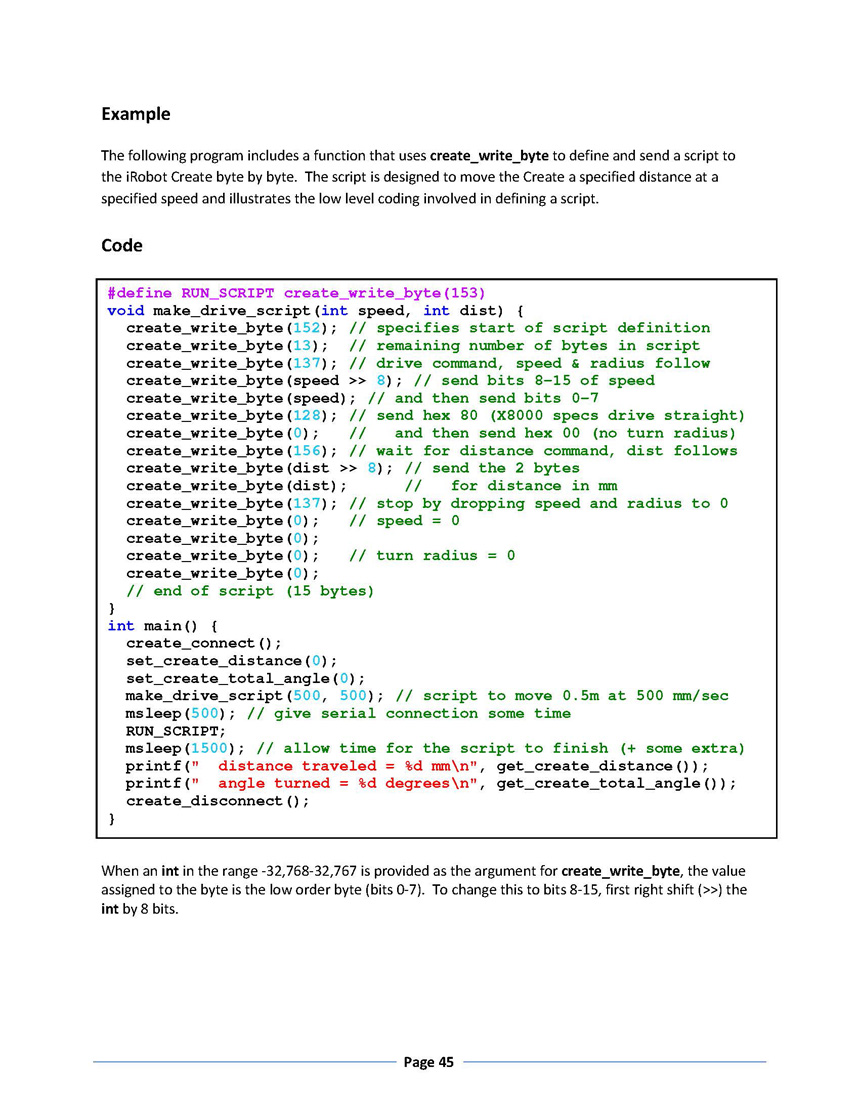 Example
The following program includes a function that uses create_write_byte to define and send a script to
the iRobot Create byte by byte.  The script is designed to move the Create a specified distance at a
specified speed and illustrates the low level coding involved in defining a script.
Code
#define RUN_SCRIPT create_write_byte(153)
void make_drive_script(int speed, int dist) {
  create_write_byte(152); // specifies start of script definition
  create_write_byte(13);  // remaining number of bytes in script
  create_write_byte(137); // drive command, speed & radius follow
  create_write_byte(speed >> 8); // send bits 8-15 of speed
  create_write_byte(speed); // and then send bits 0-7
  create_write_byte(128); // send hex 80 (X8000 specs drive straight)
  create_write_byte(0);   //   and then send hex 00 (no turn radius)
  create_write_byte(156); // wait for distance command, dist follows
  create_write_byte(dist >> 8); // send the 2 bytes
  create_write_byte(dist);      //   for distance in mm
  create_write_byte(137); // stop by dropping speed and radius to 0
  create_write_byte(0);   // speed = 0
  create_write_byte(0);
  create_write_byte(0);   // turn radius = 0
  create_write_byte(0);
  // end of script (15 bytes)
}
int main() {
  create_connect();
  set_create_distance(0);
  set_create_total_angle(0);
  make_drive_script(500, 500); // script to move 0.5m at 500 mm/sec
  msleep(500); // give serial connection some time
  RUN_SCRIPT;
  msleep(1500); // allow time for the script to finish (+ some extra)
  printf("  distance traveled = %d mm\n", get_create_distance());
  printf("  angle turned = %d degrees\n", get_create_total_angle());
  create_disconnect();
}
When an int in the range -32,768-32,767 is provided as the argument for create_write_byte, the value
assigned to the byte is the low order byte (bits 0-7).  To change this to bits 8-15, first right shift (>>) the
int by 8 bits.
Page 45